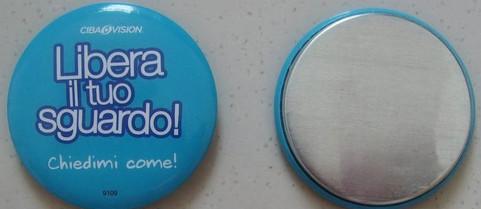 CIBA VISION
Libera
il tuo
sguardo!
Chiedimi come!
9109